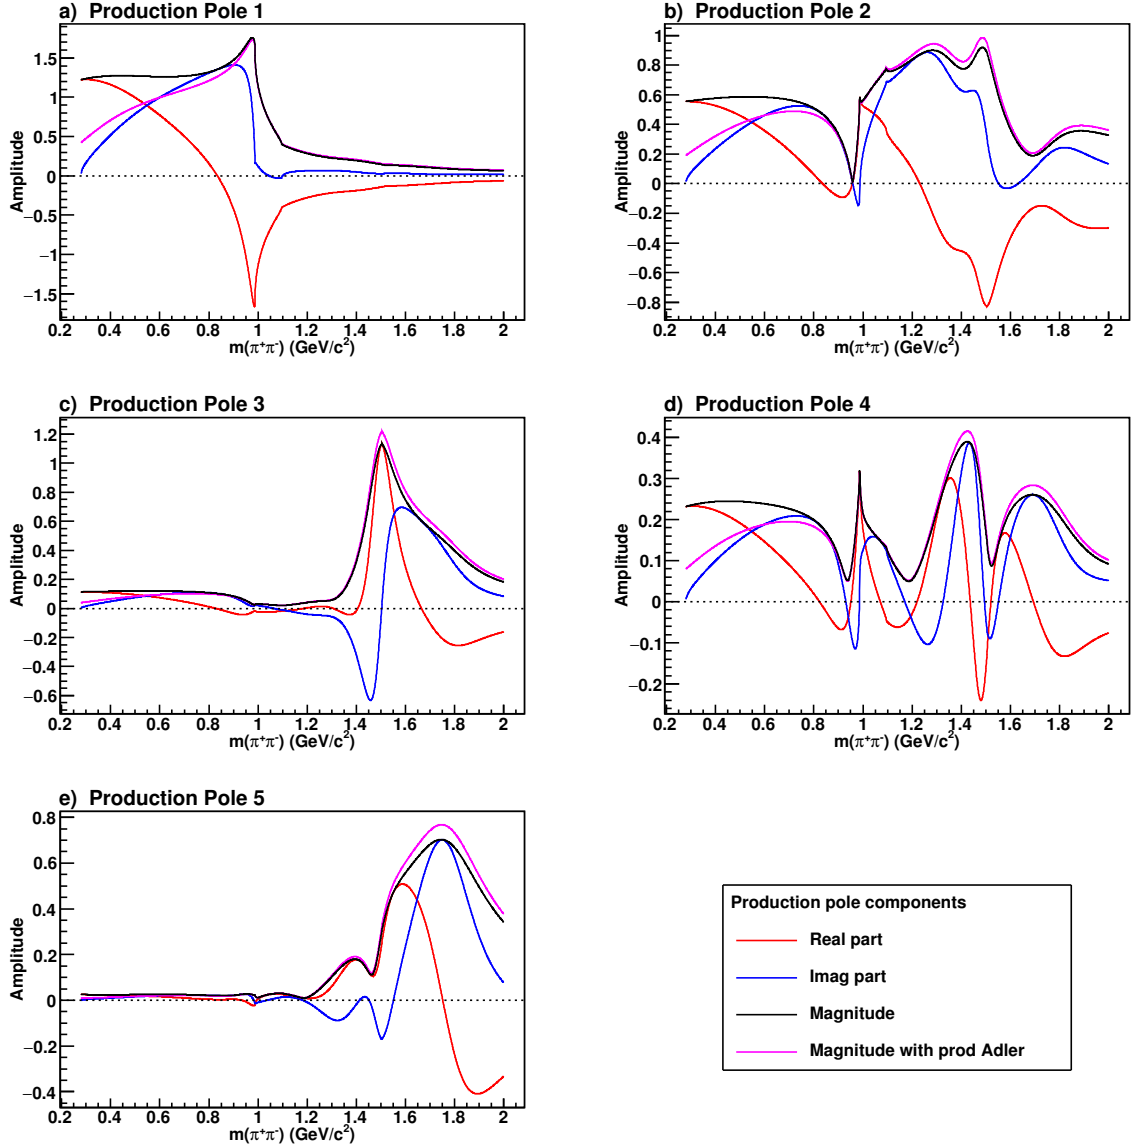 a) Production Pole 1
Amplitude
1.5
1
0.5
0
−0.5
−1
−1.5
0.2 0.4 0.6 0.8 1 1.2 1.4 1.6 1.8 2
m(π⁺π⁻) (GeV/c²)
b) Production Pole 2
Amplitude
1
0.8
0.6
0.4
0.2
0
−0.2
−0.4
−0.6
−0.8
0.2 0.4 0.6 0.8 1 1.2 1.4 1.6 1.8 2
m(π⁺π⁻) (GeV/c²)
c) Production Pole 3
Amplitude
1.2
1
0.8
0.6
0.4
0.2
0
−0.2
−0.4
−0.6
0.2 0.4 0.6 0.8 1 1.2 1.4 1.6 1.8 2
m(π⁺π⁻) (GeV/c²)
d) Production Pole 4
Amplitude
0.4
0.3
0.2
0.1
0
−0.1
−0.2
0.2 0.4 0.6 0.8 1 1.2 1.4 1.6 1.8 2
m(π⁺π⁻) (GeV/c²)
e) Production Pole 5
Amplitude
0.8
0.6
0.4
0.2
0
−0.2
−0.4
0.2 0.4 0.6 0.8 1 1.2 1.4 1.6 1.8 2
m(π⁺π⁻) (GeV/c²)
Production pole components
Real part
Imag part
Magnitude
Magnitude with prod Adler